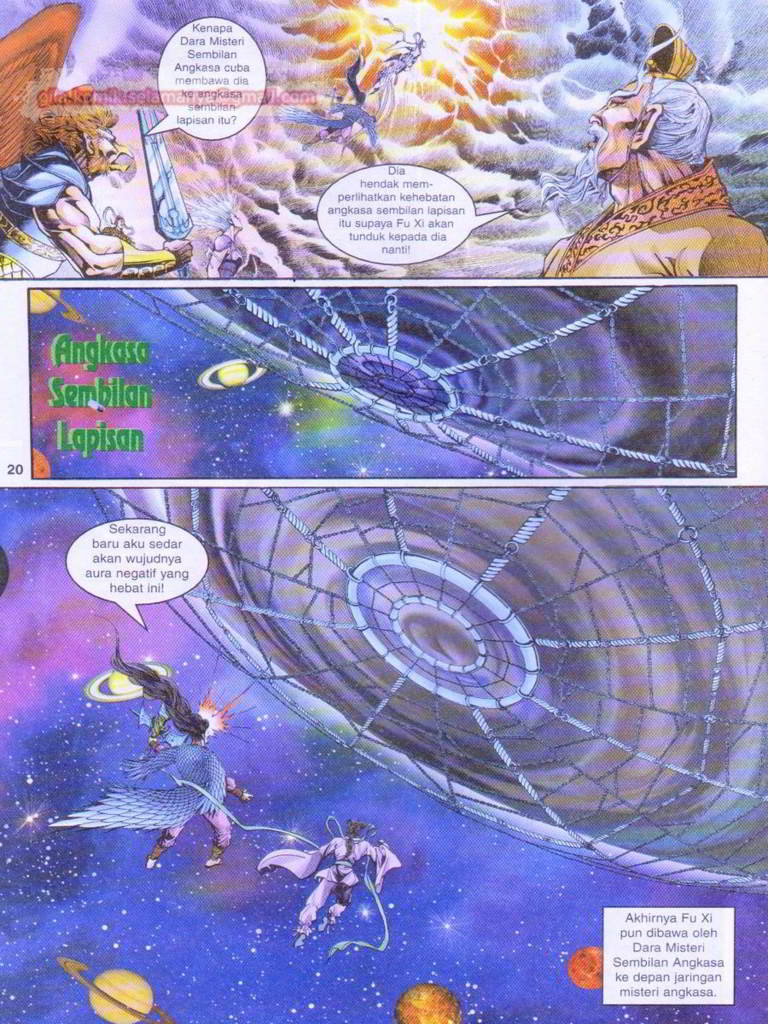 Kenapa
Dara Misteri
Sembilan
Angkasa cuba
membawa dia
ke angkasa
sembilan
lapisan itu?
Dia
hendak mem-
perlihatkan kehebatan
angkasa sembilan lapisan
itu supaya Fu Xi akan
tunduk kepada dia
nanti!
Angkasa
Sembilan
Lapisan
20
Sekarang
baru aku sedar
akan wujudnya
aura negatif yang
hebat ini!
Akhirnya Fu Xi
pun dibawa oleh
Dara Misteri
Sembilan Angkasa
ke depan jaringan
misteri angkasa.